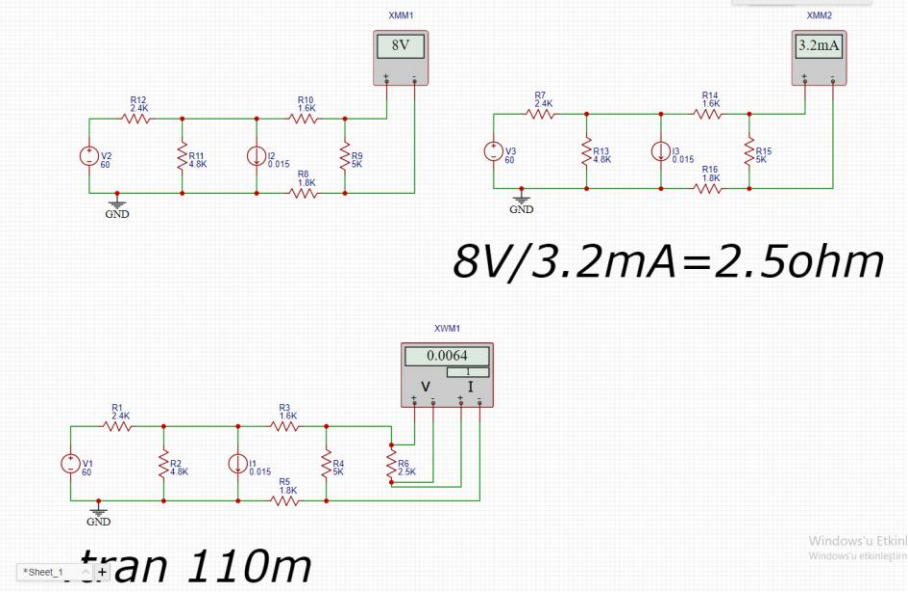 XMM1
8V
R12
2.4K
R10
1.6K
V2
60
R11
4.8K
I2
0.015
R9
5K
R8
1.8K
GND
XMM2
3.2mA
R7
2.4K
R14
1.6K
V3
60
R13
4.8K
I3
0.015
R15
5K
R16
1.8K
GND
8V/3.2mA=2.5ohm
XWM1
0.0064
1
V I
R1
2.4K
R3
1.6K
V1
60
R2
4.8K
I1
0.015
R4
5K
R6
2.5K
R5
1.8K
GND
.tran 110m
*Sheet_1
Windows'u Etkinl
Windows'u etkinleştirm